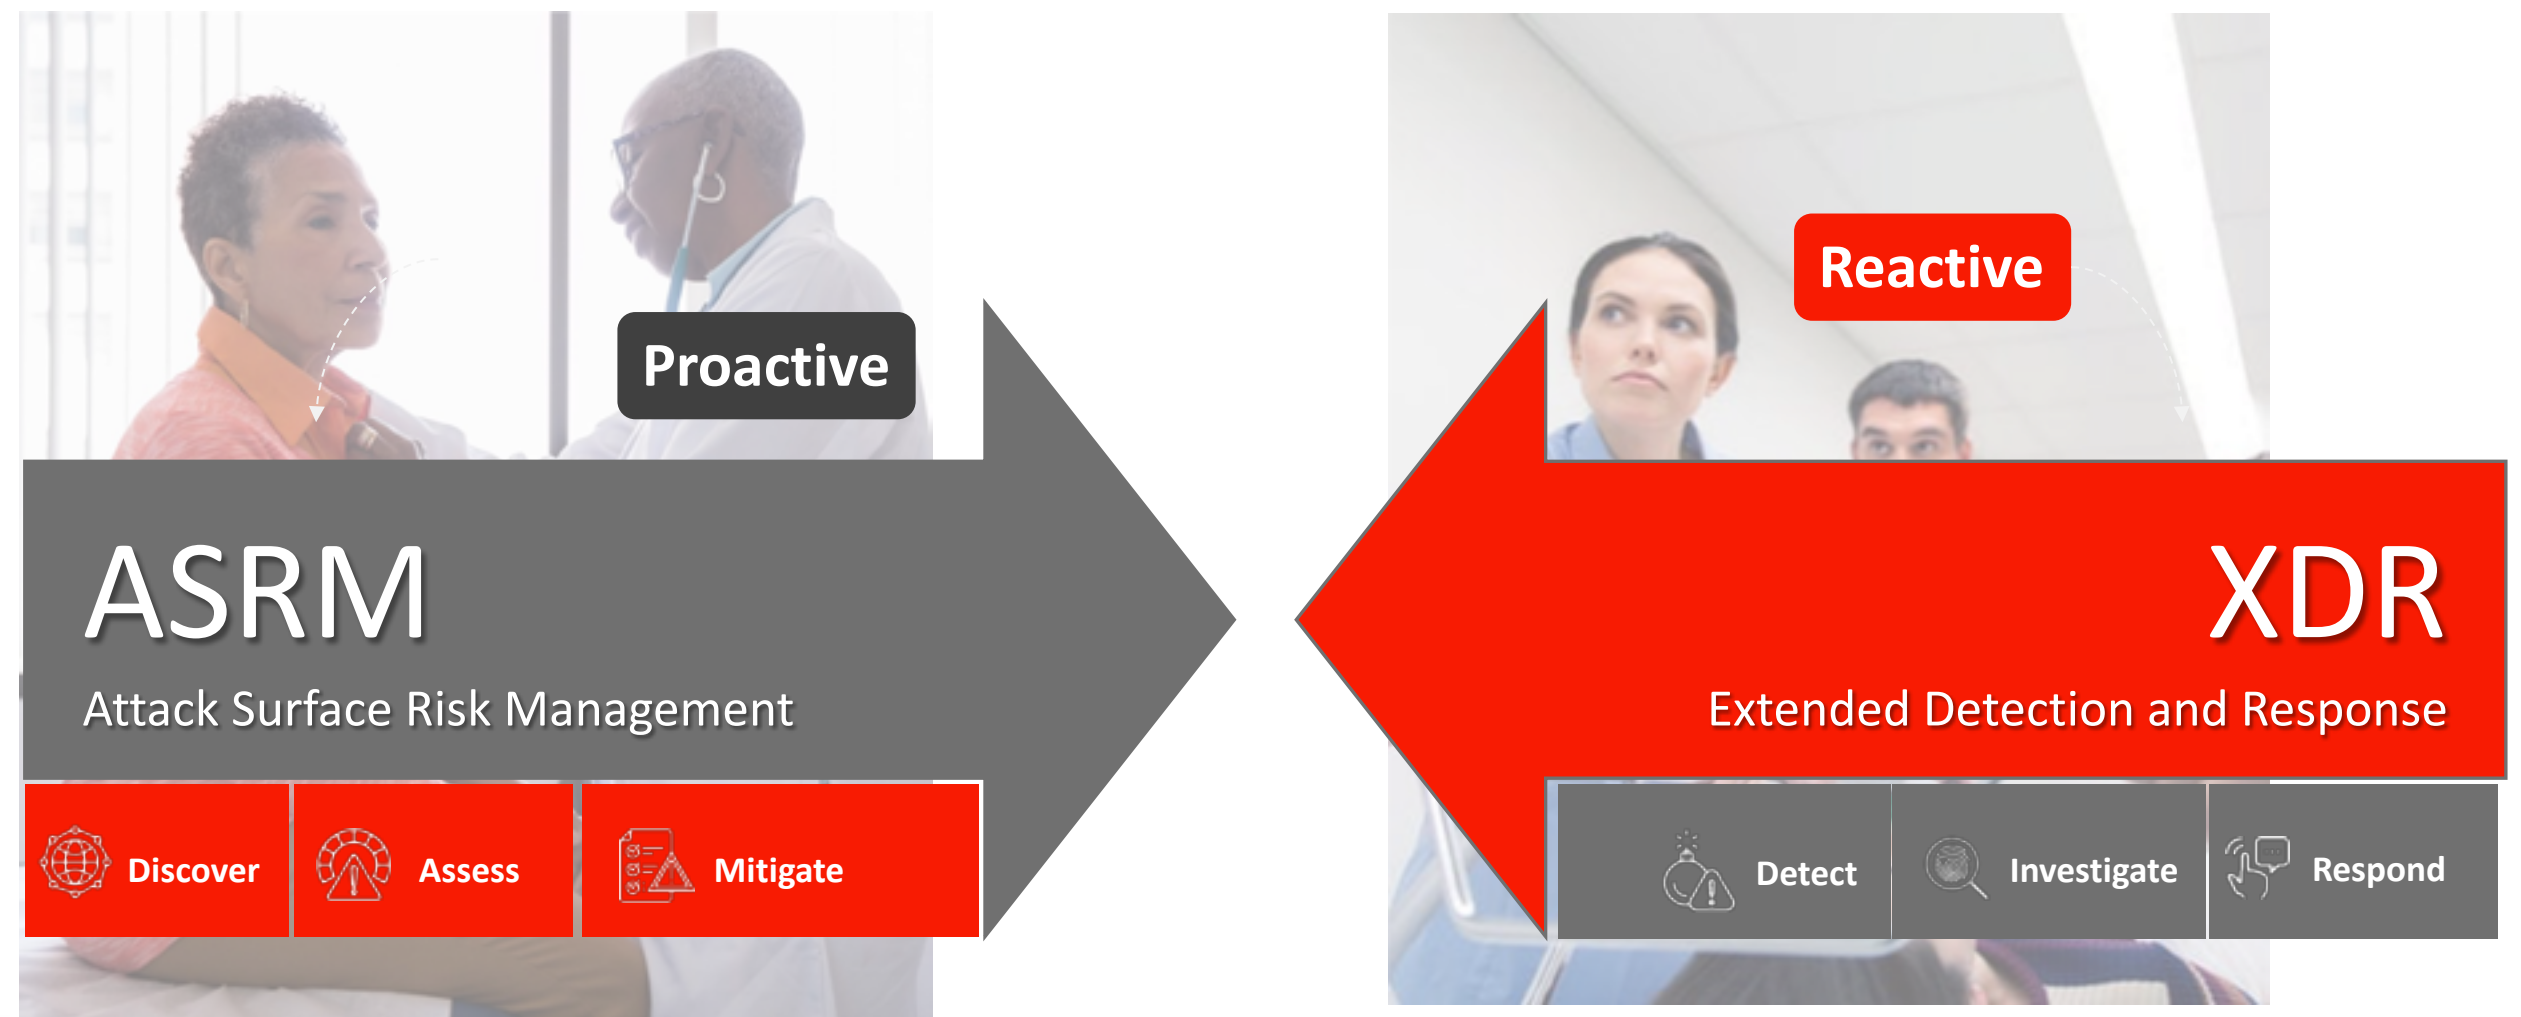 Proactive
ASRM
Attack Surface Risk Management
Discover
Assess
Mitigate
Reactive
XDR
Extended Detection and Response
Detect
Investigate
Respond